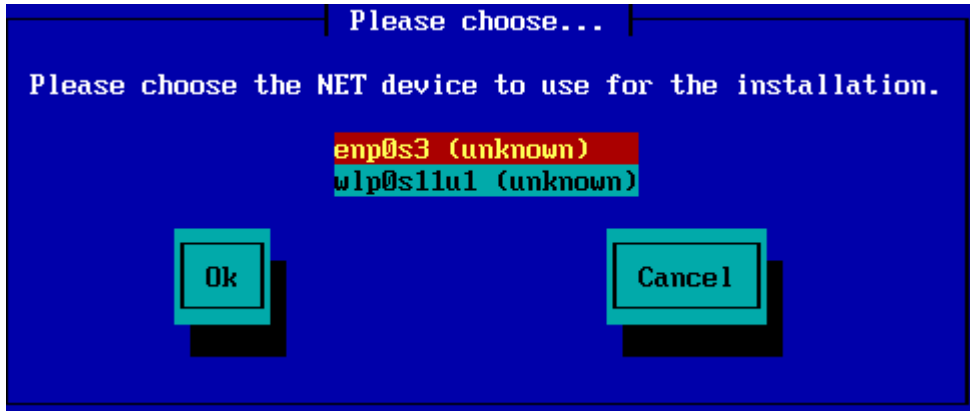 Please choose...
Please choose the NET device to use for the installation.
enp0s3 (unknown)
wlp0s11u1 (unknown)
Ok
Cancel